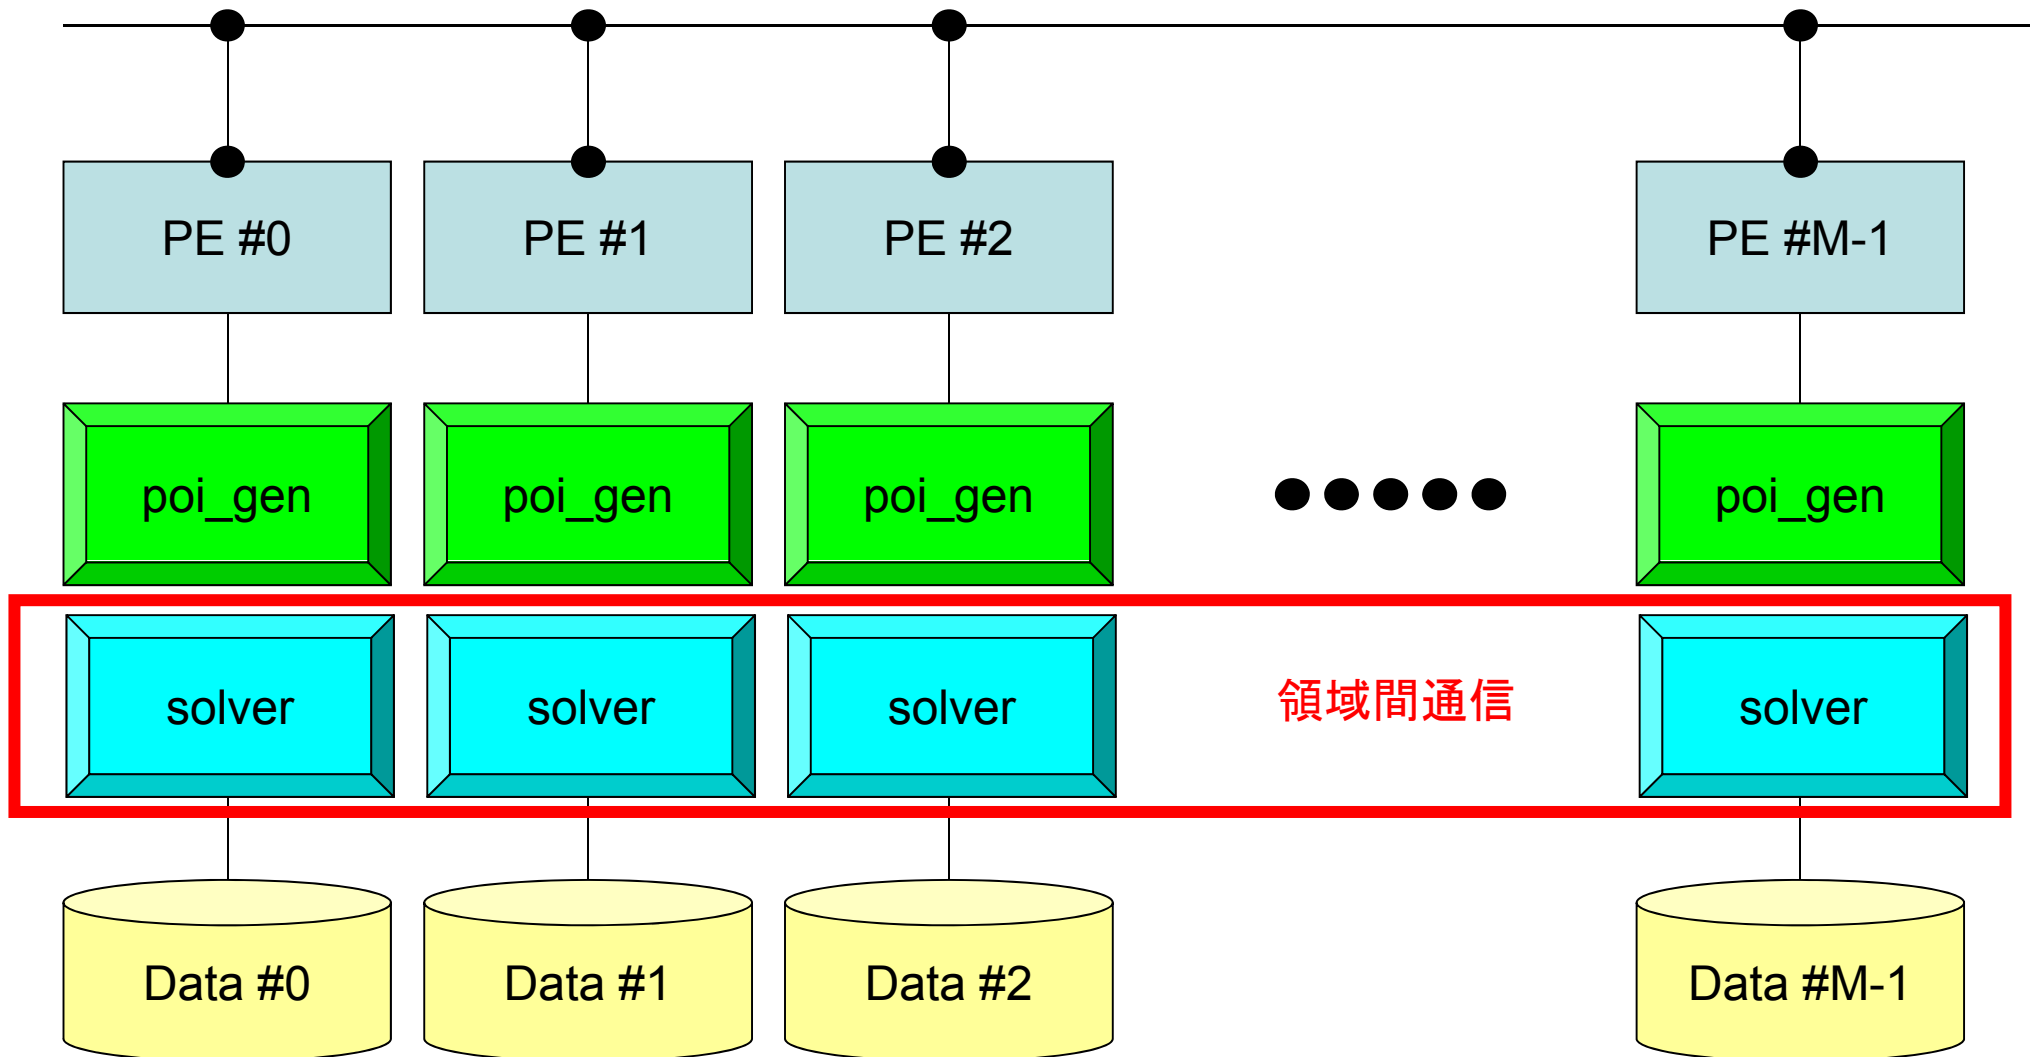 PE #0 PE #1 PE #2 PE #M-1
poi_gen poi_gen poi_gen poi_gen
solver solver solver 領域間通信 solver
Data #0 Data #1 Data #2 Data #M-1